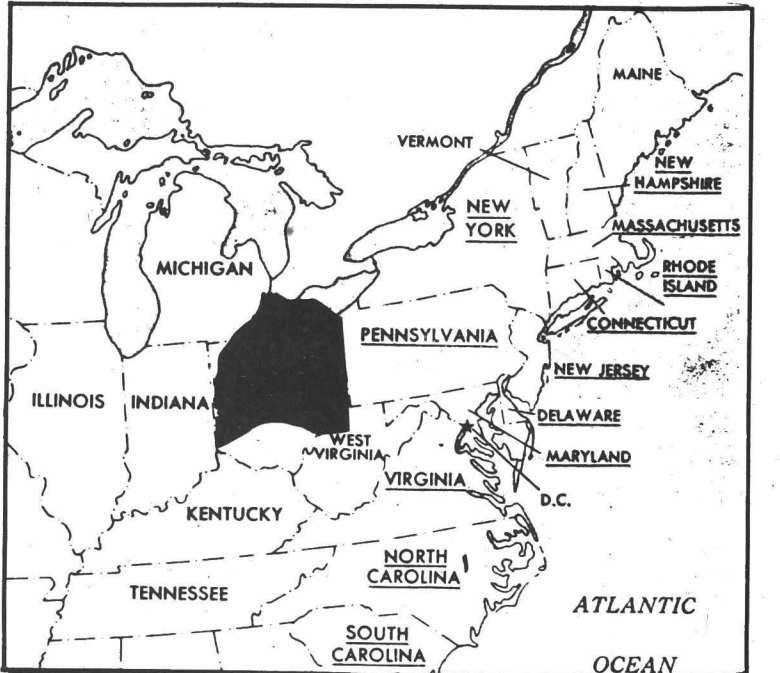 MAINE
VERMONT
NEW
HAMPSHIRE
NEW
YORK
MASSACHUSETTS
RHODE
ISLAND
MICHIGAN
CONNECTICUT
PENNSYLVANIA
NEW JERSEY
ILLINOIS
INDIANA
DELAWARE
WEST
VIRGINIA
MARYLAND
VIRGINIA
D.C.
KENTUCKY
NORTH
CAROLINA
TENNESSEE
ATLANTIC
OCEAN
SOUTH
CAROLINA